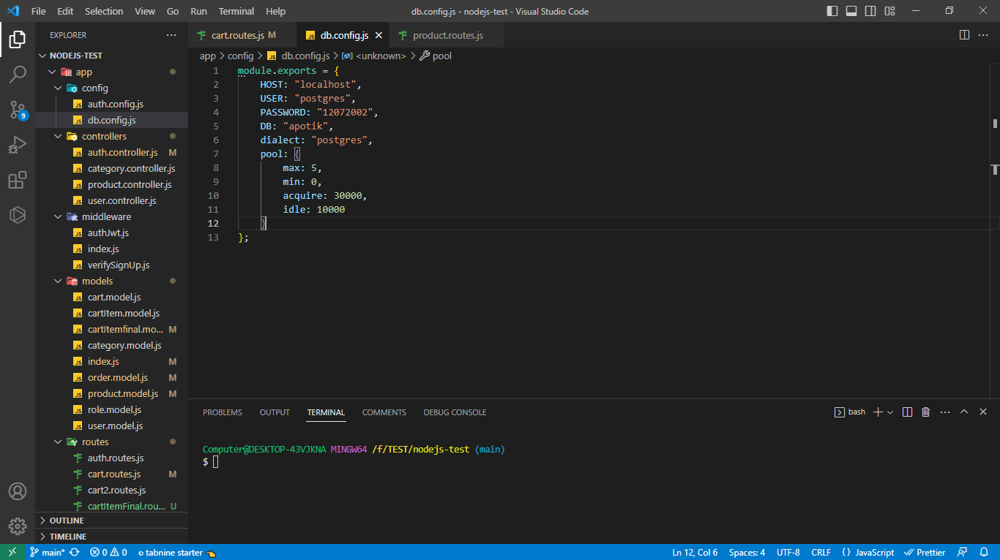 File Edit Selection View Go Run Terminal Help
db.config.js - nodejs-test - Visual Studio Code
EXPLORER
NODEJS-TEST
app
config
auth.config.js
db.config.js
controllers
auth.controller.js M
category.controller.js
product.controller.js
user.controller.js
middleware
authJwt.js
index.js
verifySignUp.js
models
cart.model.js
cartItem.model.js
cartItemfinal.mo... M
category.model.js
index.js M
order.model.js M
product.model.js M
role.model.js
user.model.js
routes
auth.routes.js
cart.routes.js M
cart2.routes.js
cartItemFinal.rou... U
OUTLINE
TIMELINE
9
cart.routes.js M
db.config.js
product.routes.js
app > config > JS db.config.js > <unknown> > pool
1 module.exports = {
2 HOST: "localhost",
3 USER: "postgres",
4 PASSWORD: "12072002",
5 DB: "apotik",
6 dialect: "postgres",
7 pool: {
8 max: 5,
9 min: 0,
10 acquire: 30000,
11 idle: 10000
12 }
13 };
PROBLEMS OUTPUT TERMINAL COMMENTS DEBUG CONSOLE
bash
Computer@DESKTOP-43VJKNA MINGW64 /f/TEST/nodejs-test (main)
$
main* 0 0 tabnine starter
Ln 12, Col 6 Spaces: 4 UTF-8 CRLF {} JavaScript Prettier